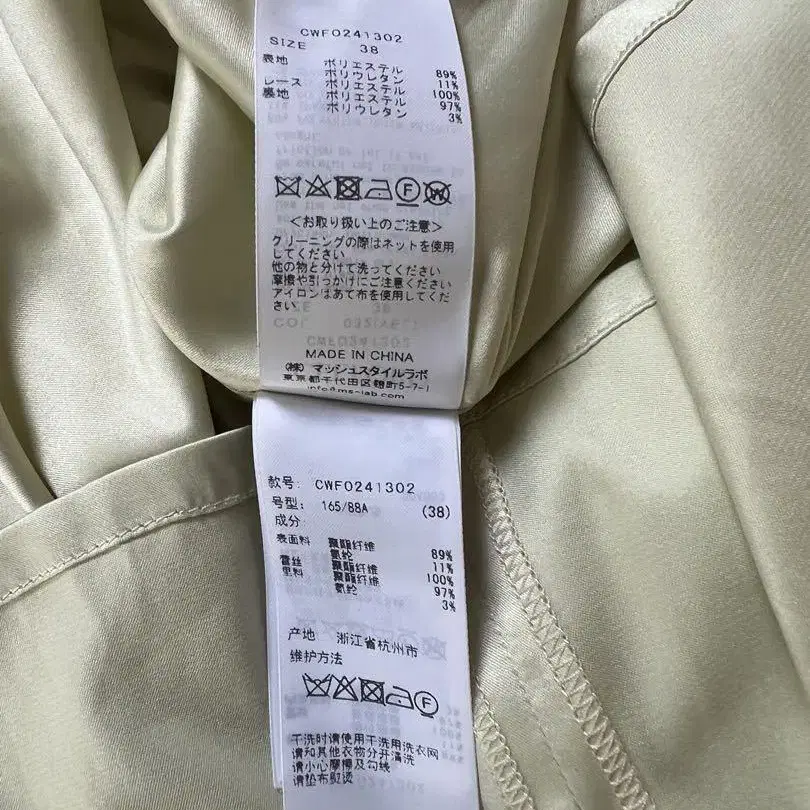 CWFO241302
SIZE 38
表地 ポリエステル 89%
ポリウレタン 11%
レース ポリエステル 100%
裏地 ポリエステル 97%
ポリウレタン 3%
＜お取り扱い上のご注意＞
クリーニングの際はネットを使用
してください
他の物と分けて洗ってください
摩擦や引っかけにご注意ください
アイロンはあて布を使用してくだ
さい
MADE IN CHINA
(株) マッシュスタイルラボ
東京都千代田区麹町5-7-1
info@ms-lab.com
款号: CWFO241302
号型: 165/88A (38)
成分
表面料 聚酯纤维 89%
氨纶 11%
蕾丝 聚酯纤维 100%
里料 聚酯纤维 97%
氨纶 3%
产地 浙江省杭州市
维护方法
干洗时请使用干洗用洗衣网
请和其他衣物分开清洗
请小心摩擦及勾线
请垫布熨烫